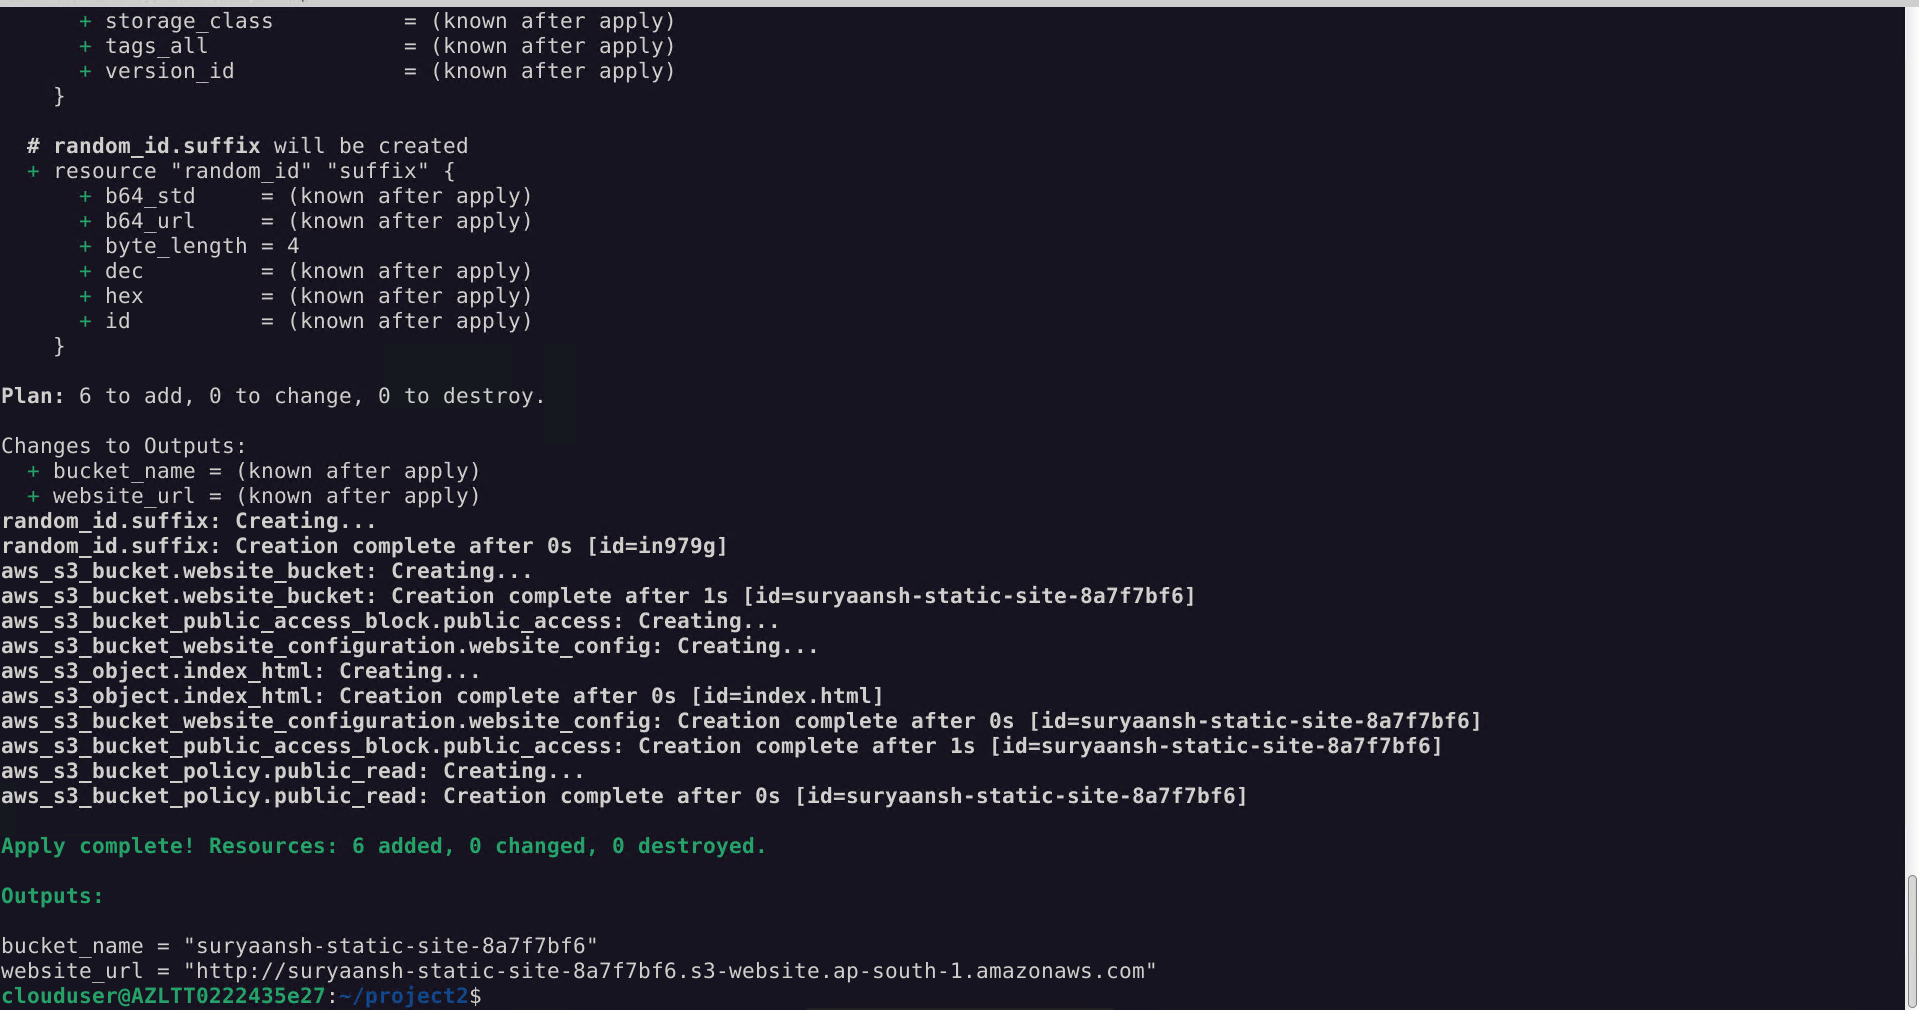 + storage_class = (known after apply)
+ tags_all = (known after apply)
+ version_id = (known after apply)
}
# random_id.suffix will be created
+ resource "random_id" "suffix" {
+ b64_std = (known after apply)
+ b64_url = (known after apply)
+ byte_length = 4
+ dec = (known after apply)
+ hex = (known after apply)
+ id = (known after apply)
}
Plan: 6 to add, 0 to change, 0 to destroy.
Changes to Outputs:
+ bucket_name = (known after apply)
+ website_url = (known after apply)
random_id.suffix: Creating...
random_id.suffix: Creation complete after 0s [id=in979g]
aws_s3_bucket.website_bucket: Creating...
aws_s3_bucket.website_bucket: Creation complete after 1s [id=suryaansh-static-site-8a7f7bf6]
aws_s3_bucket_public_access_block.public_access: Creating...
aws_s3_bucket_website_configuration.website_config: Creating...
aws_s3_object.index_html: Creating...
aws_s3_object.index_html: Creation complete after 0s [id=index.html]
aws_s3_bucket_website_configuration.website_config: Creation complete after 0s [id=suryaansh-static-site-8a7f7bf6]
aws_s3_bucket_public_access_block.public_access: Creation complete after 1s [id=suryaansh-static-site-8a7f7bf6]
aws_s3_bucket_policy.public_read: Creating...
aws_s3_bucket_policy.public_read: Creation complete after 0s [id=suryaansh-static-site-8a7f7bf6]
Apply complete! Resources: 6 added, 0 changed, 0 destroyed.
Outputs:
bucket_name = "suryaansh-static-site-8a7f7bf6"
website_url = "http://suryaansh-static-site-8a7f7bf6.s3-website.ap-south-1.amazonaws.com"
clouduser@AZLTT0222435e27:~/project2$